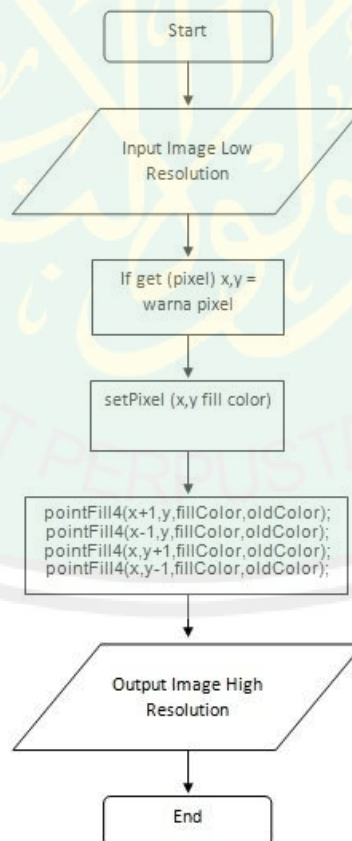 Start
Input Image Low
Resolution
If get (pixel) x,y =
warna pixel
setPixel (x,y fill color)
pointFill4(x+1,y,fillColor,oldColor);
pointFill4(x-1,y,fillColor,oldColor);
pointFill4(x,y+1,fillColor,oldColor);
pointFill4(x,y-1,fillColor,oldColor);
Output Image High
Resolution
End